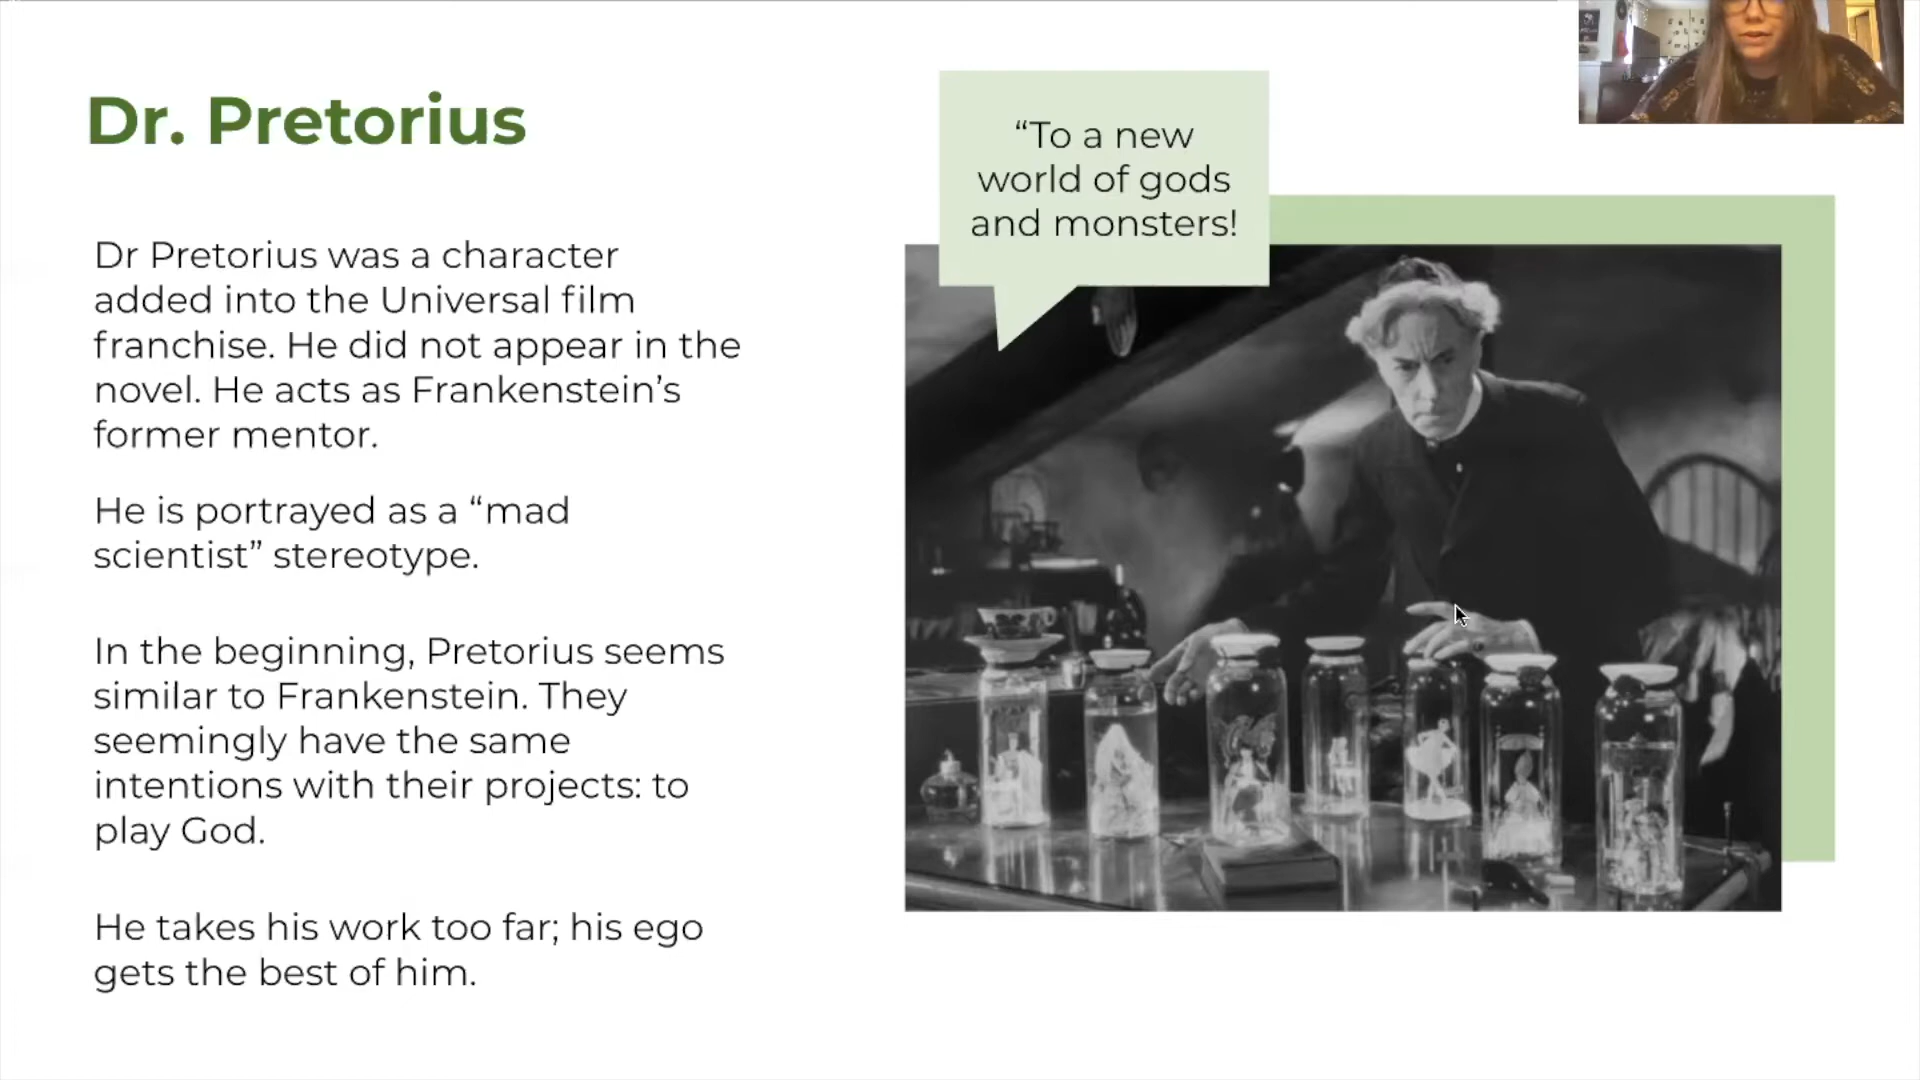 Dr. Pretorius
Dr Pretorius was a character
added into the Universal film
franchise. He did not appear in the
novel. He acts as Frankenstein’s
former mentor.
He is portrayed as a “mad
scientist” stereotype.
In the beginning, Pretorius seems
similar to Frankenstein. They
seemingly have the same
intentions with their projects: to
play God.
He takes his work too far; his ego
gets the best of him.
“To a new
world of gods
and monsters!